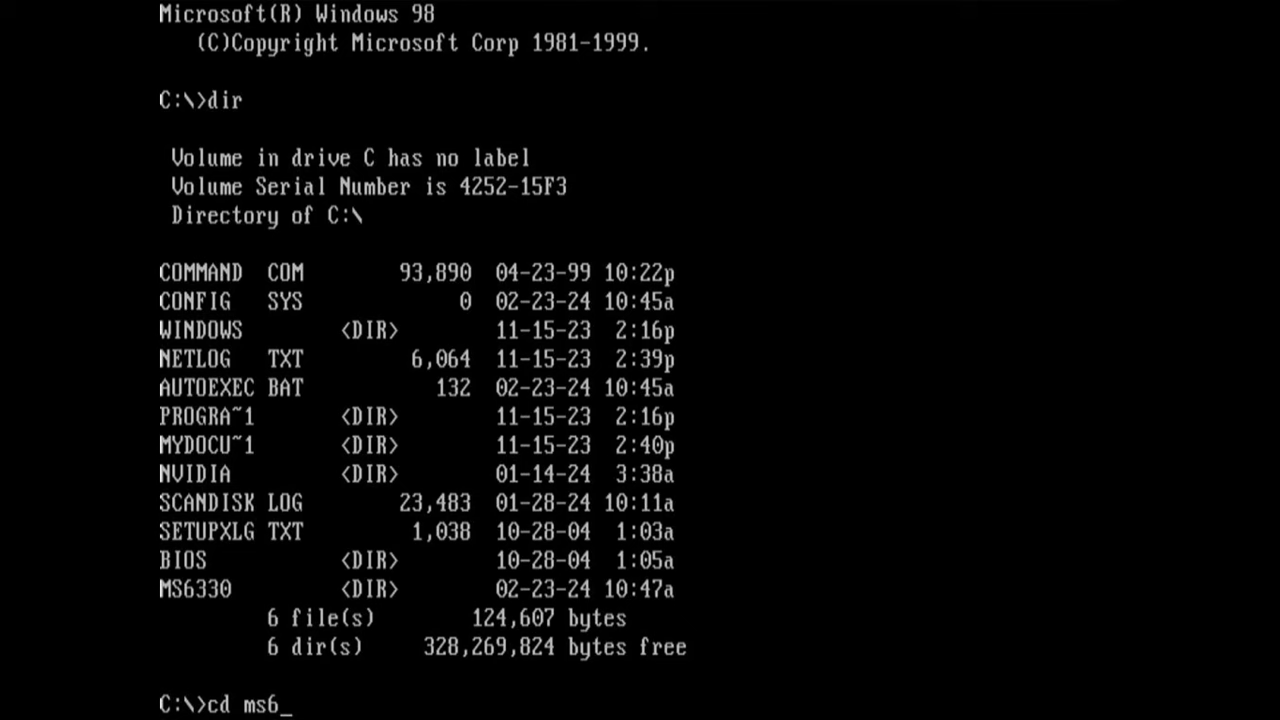 Microsoft(R) Windows 98
   (C)Copyright Microsoft Corp 1981-1999.

C:\>dir

 Volume in drive C has no label
 Volume Serial Number is 4252-15F3
 Directory of C:\

COMMAND  COM        93,890  04-23-99 10:22p
CONFIG   SYS             0  02-23-24 10:45a
WINDOWS        <DIR>        11-15-23  2:16p
NETLOG   TXT         6,064  11-15-23  2:39p
AUTOEXEC BAT           132  02-23-24 10:45a
PROGRA~1       <DIR>        11-15-23  2:16p
MYDOCU~1       <DIR>        11-15-23  2:40p
NVIDIA         <DIR>        01-14-24  3:38a
SCANDISK LOG        23,483  01-28-24 10:11a
SETUPXLG TXT         1,038  10-28-04  1:03a
BIOS           <DIR>        10-28-04  1:05a
MS6330         <DIR>        02-23-24 10:47a
         6 file(s)        124,607 bytes
         6 dir(s)     328,269,824 bytes free

C:\>cd ms6_